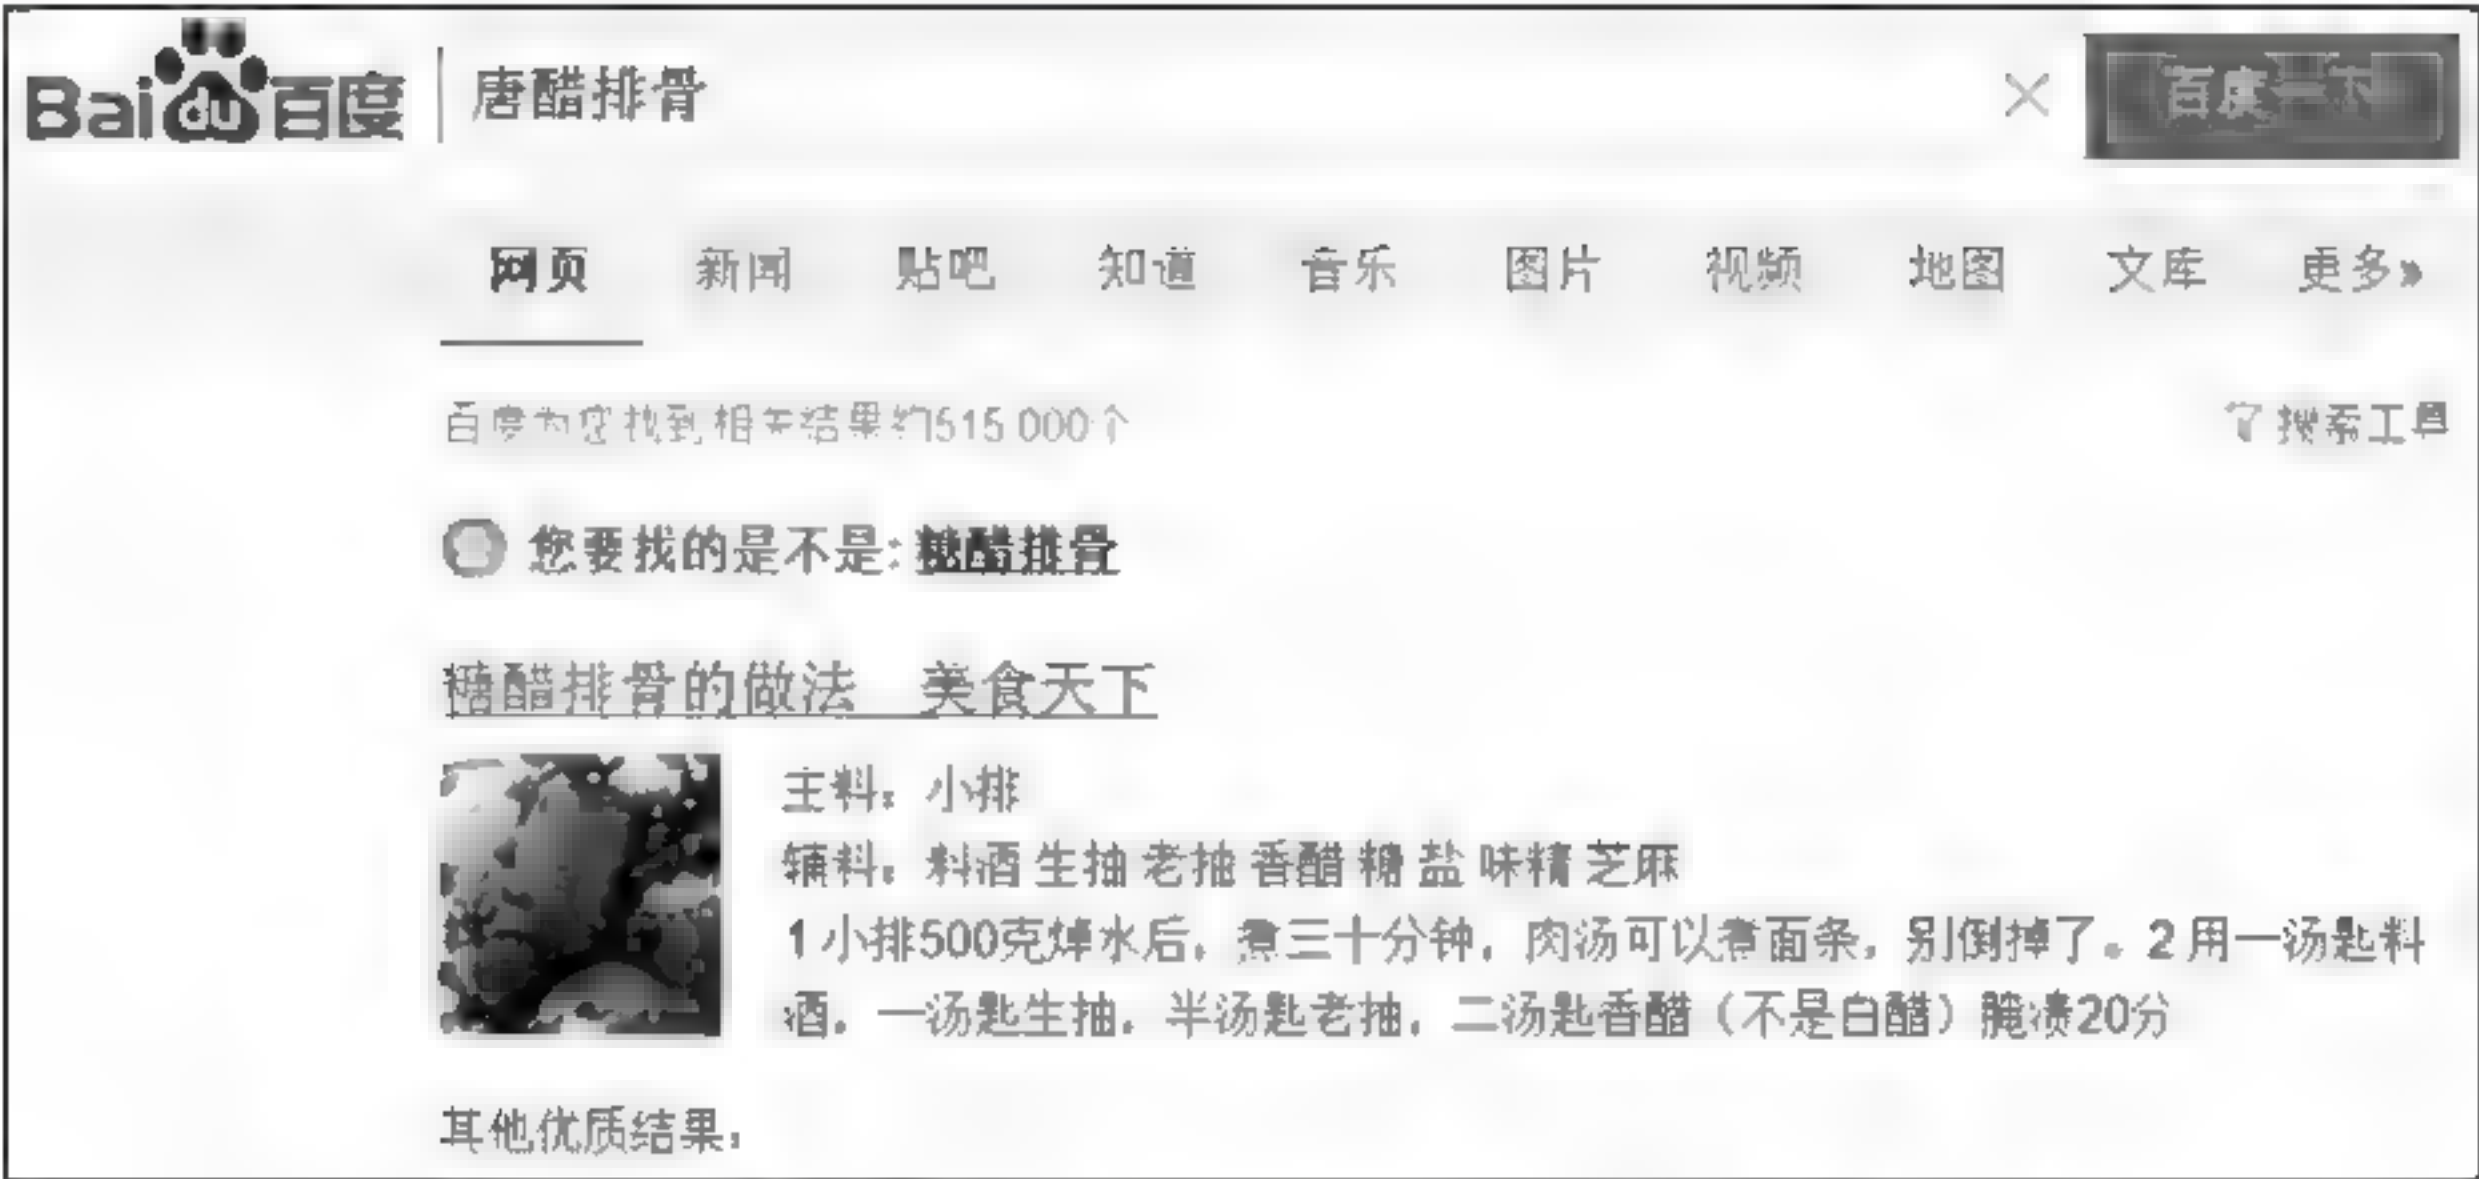 Bai du 百度 唐醋排骨 × 百度一下
网页 新闻 贴吧 知道 音乐 图片 视频 地图 文库 更多»
百度为您找到相关结果约515,000个 搜索工具
您要找的是不是: 糖醋排骨
糖醋排骨的做法 美食天下
主料：小排
辅料：料酒 生抽 老抽 香醋 糖 盐 味精 芝麻
1 小排500克焯水后，煮三十分钟，肉汤可以煮面条，别倒掉了。2 用一汤匙料
酒，一汤匙生抽，半汤匙老抽，二汤匙香醋（不是白醋）腌渍20分
其他优质结果：